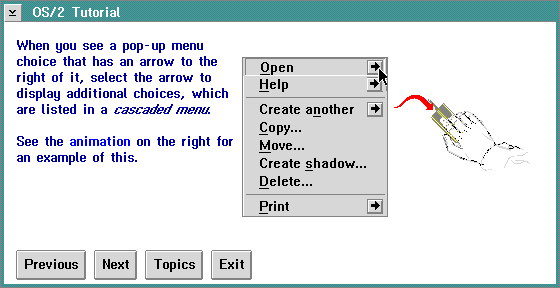 OS/2 Tutorial
When you see a pop-up menu
choice that has an arrow to the
right of it, select the arrow to
display additional choices, which
are listed in a cascaded menu.
See the animation on the right for
an example of this.
Open
Help
Create another
Copy...
Move...
Create shadow...
Delete...
Print
Previous Next Topics Exit